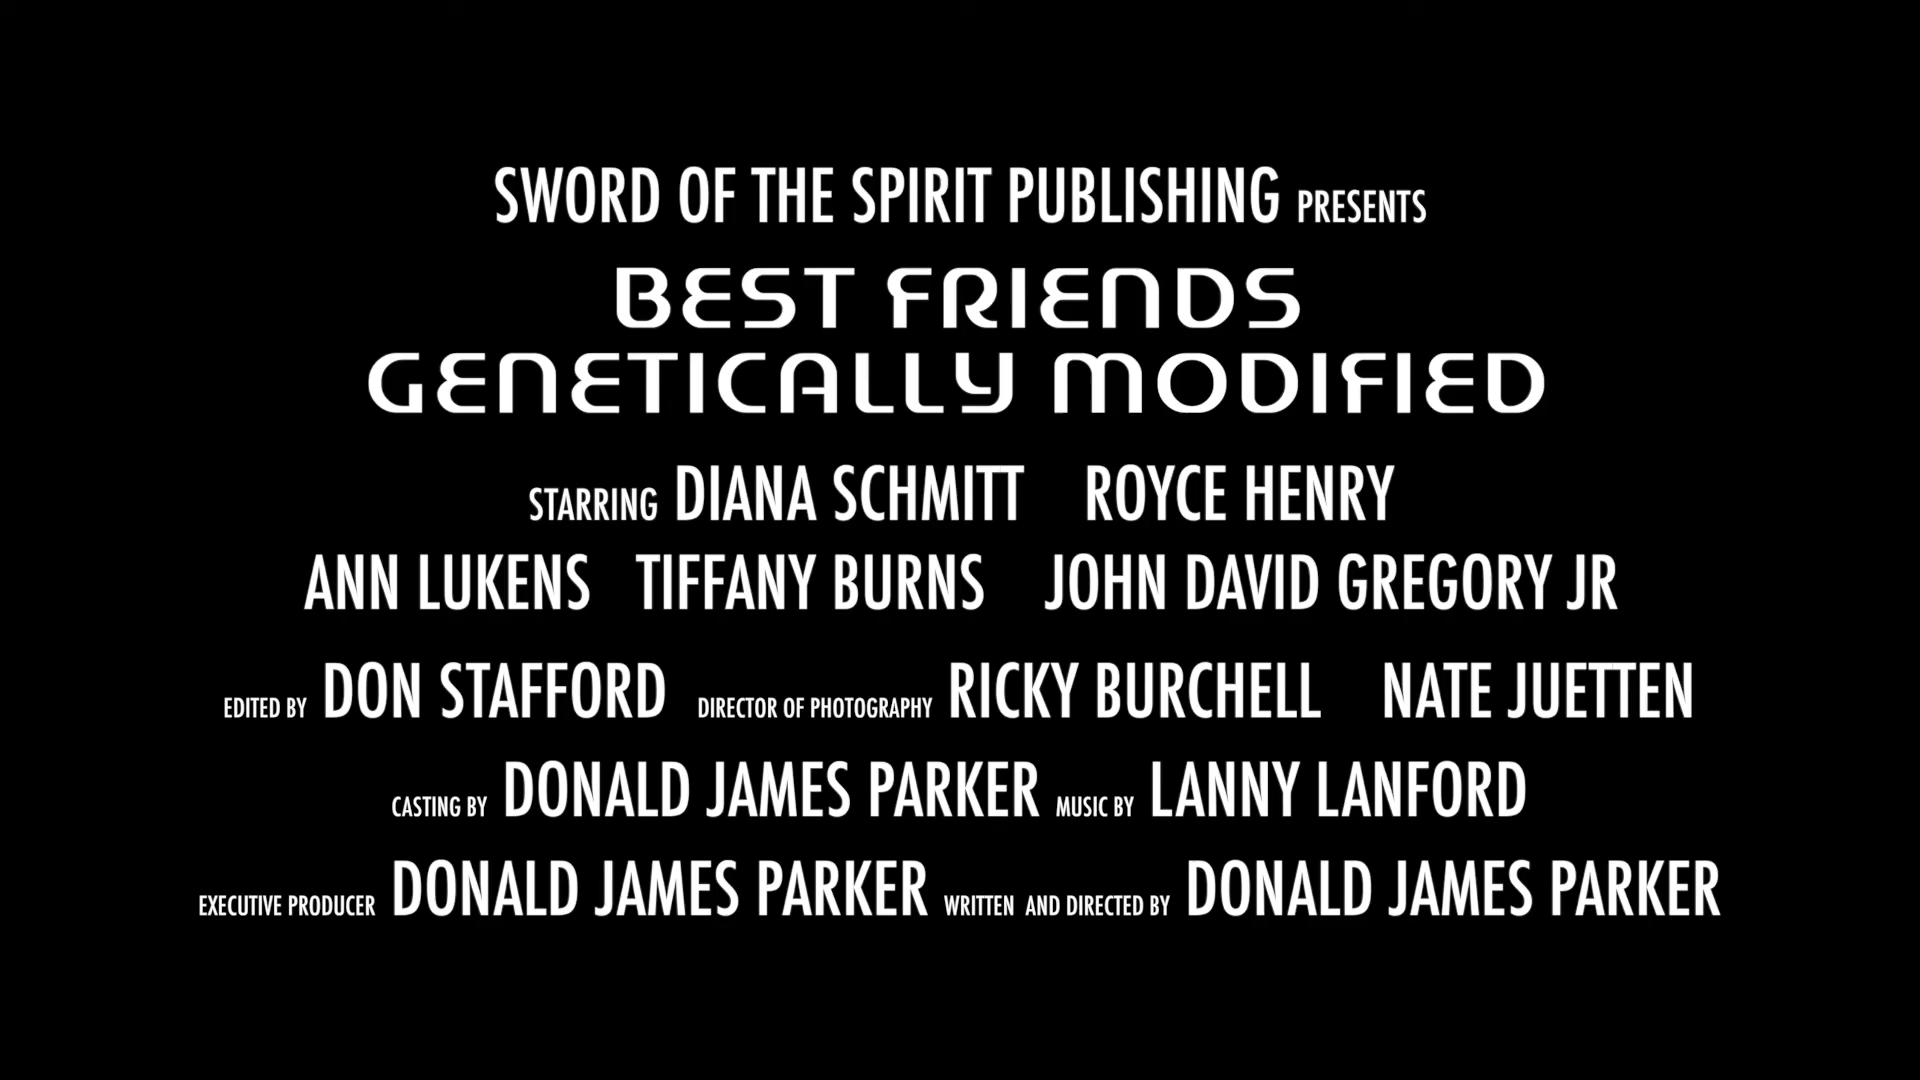 SWORD OF THE SPIRIT PUBLISHING PRESENTS
BEST FRIENDS
GENETICALLY MODIFIED
STARRING DIANA SCHMITT ROYCE HENRY
ANN LUKENS TIFFANY BURNS JOHN DAVID GREGORY JR
EDITED BY DON STAFFORD DIRECTOR OF PHOTOGRAPHY RICKY BURCHELL NATE JUETTEN
CASTING BY DONALD JAMES PARKER MUSIC BY LANNY LANFORD
EXECUTIVE PRODUCER DONALD JAMES PARKER WRITTEN AND DIRECTED BY DONALD JAMES PARKER